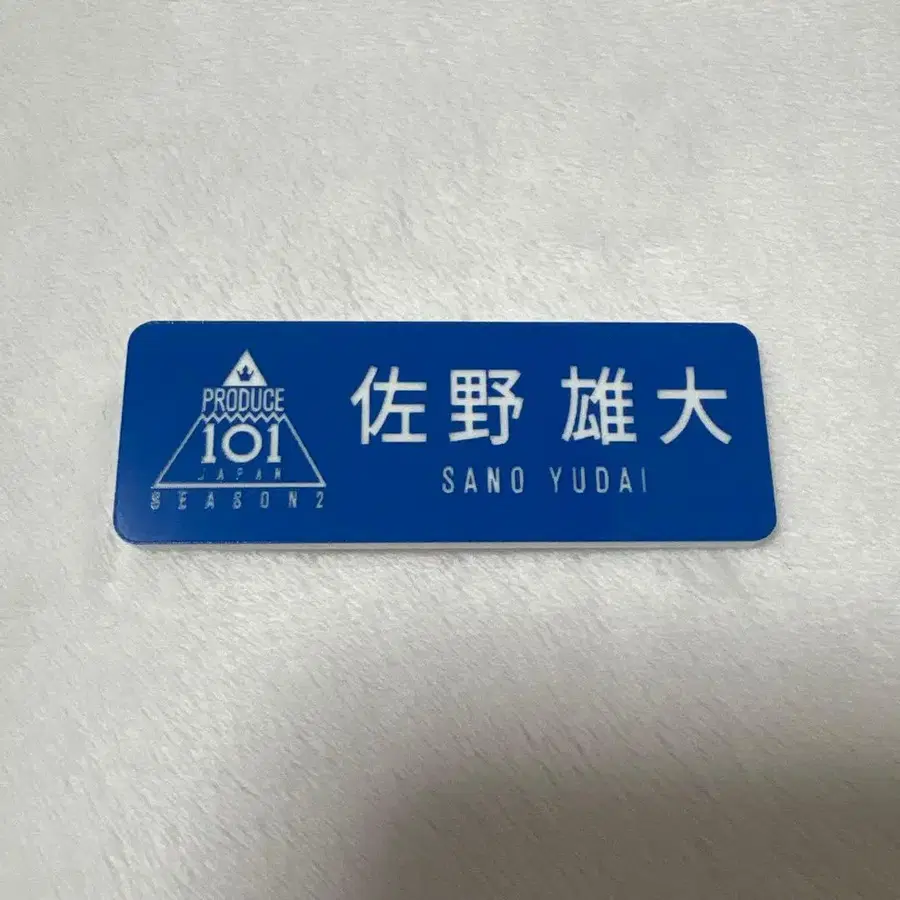 PRODUCE
101
JAPAN
SEASON2
佐野 雄大
SANO YUDAI